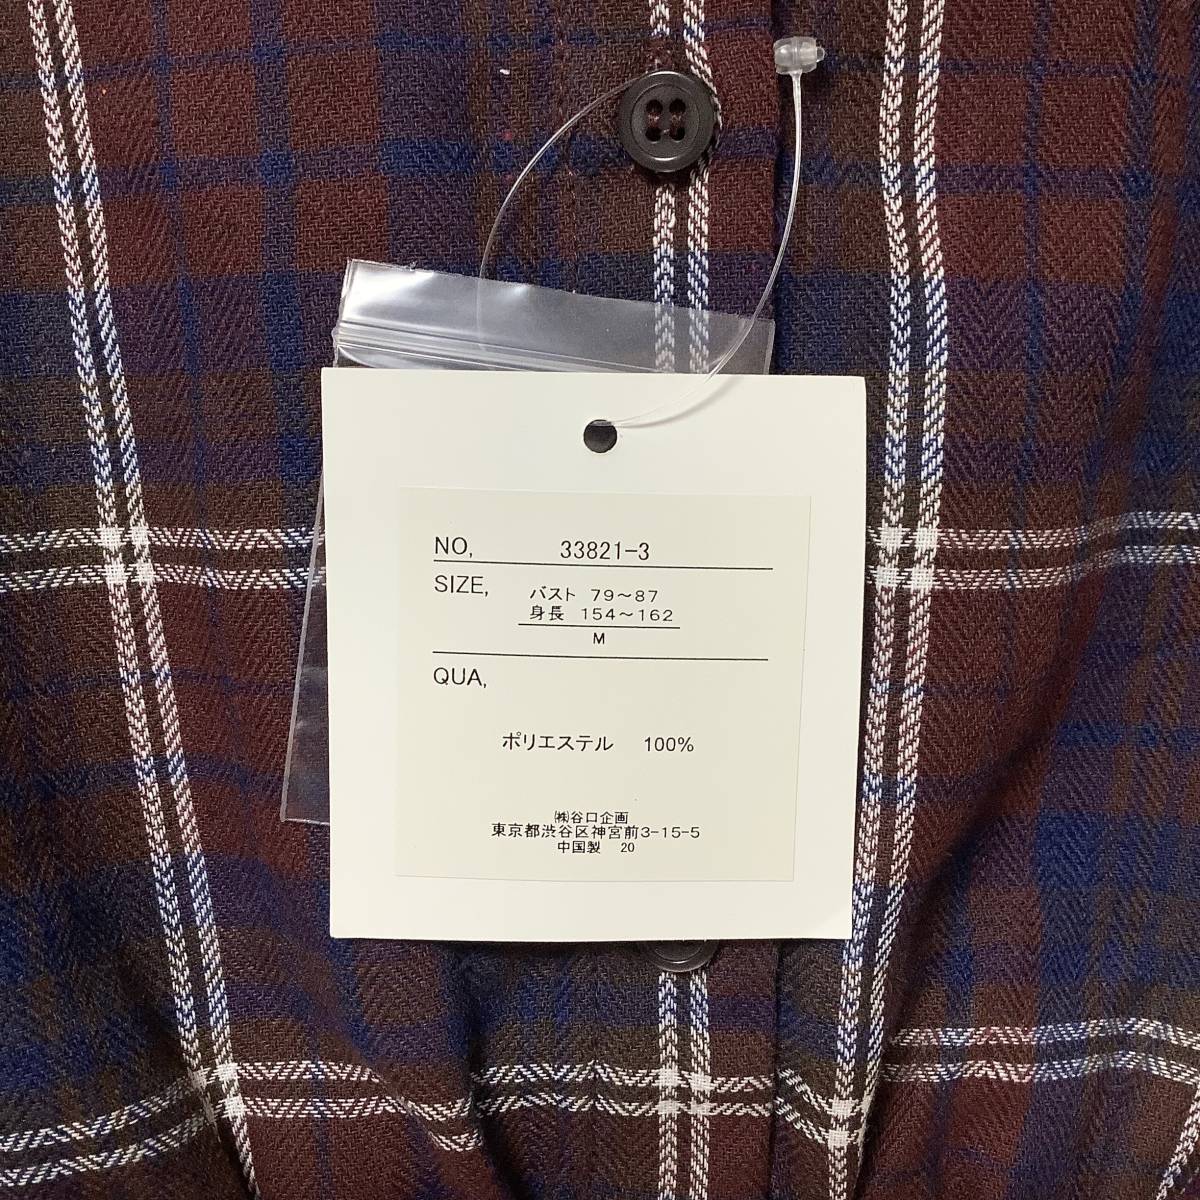 NO, 33821-3
SIZE, バスト 79～87
身長 154～162
M
QUA,
ポリエステル 100%
㈱谷口企画
東京都渋谷区神宮前3-15-5
中国製 20